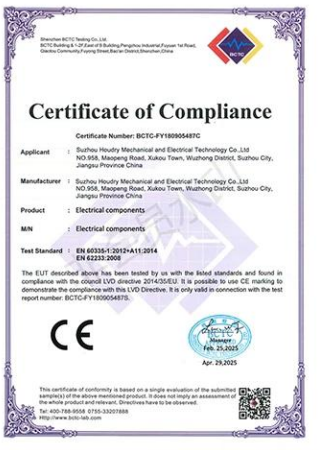 Shenzhen BCTC Testing Co.,Ltd.
BCTC Building & 1-2F,East of B Building,Pengzhou Industrial,Fuyuan 1st Road,
Qiaotou Community,Fuyong Street,Bao'an District,Shenzhen,China
BCTC
Certificate of Compliance
Certificate Number: BCTC-FY180905487C
Applicant : Suzhou Houdry Mechanical and Electrical Technology Co.,Ltd
NO.958, Maopeng Road, Xukou Town, Wuzhong District, Suzhou City,
Jiangsu Province China
Manufacturer : Suzhou Houdry Mechanical and Electrical Technology Co.,Ltd
NO.958, Maopeng Road, Xukou Town, Wuzhong District, Suzhou City,
Jiangsu Province China
Product : Electrical components
M/N : Electrical components
Test Standard : EN 60335-1:2012+A11:2014
EN 62233:2008
The EUT described above has been tested by us with the listed standards and found in
compliance with the council LVD directive 2014/35/EU. It is possible to use CE marking to
demonstrate the compliance with this LVD Directive. It is only valid in connection with the test
report number: BCTC-FY180905487S.
CE
BCTC
Manager
Feb.25,2025
Apr.29,2025
This certificate of conformity is based on a single evaluation of the submitted
sample(s) of the above mentioned product. It does not imply an assessment of
the whole product and relevant. Directives have to be observed.
Tel: 400-788-9558 0755-33207888
Http: www.bctc-lab.com